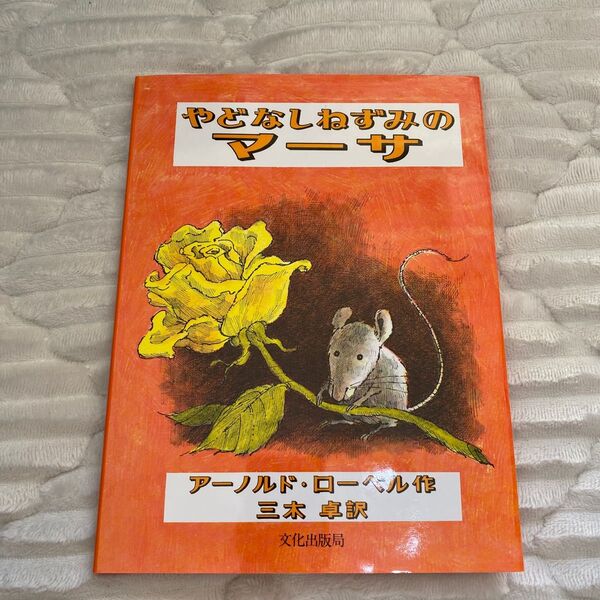 やどなしねずみの
マーサ
アーノルド・ローベル作
三木 卓訳
文化出版局